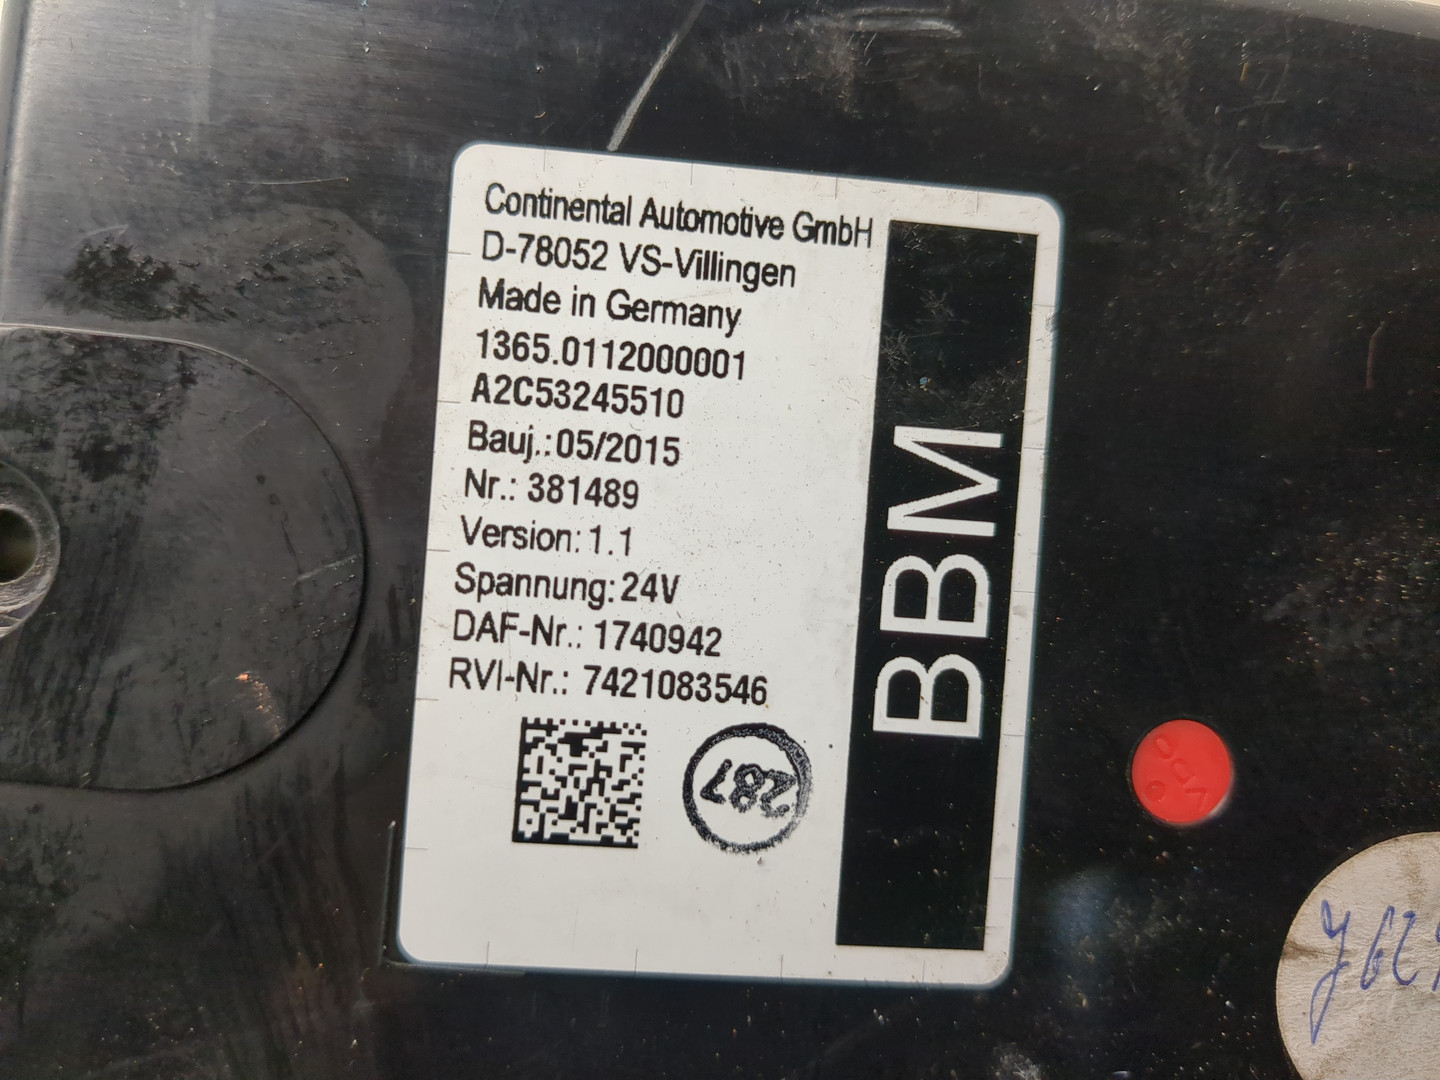 Continental Automotive GmbH
D-78052 VS-Villingen
Made in Germany
1365.0112000001
A2C53245510
Bauj.: 05/2015
Nr.: 381489
Version: 1.1
Spannung: 24V
DAF-Nr.: 1740942
RVI-Nr.: 7421083546
287
BBM
VDO